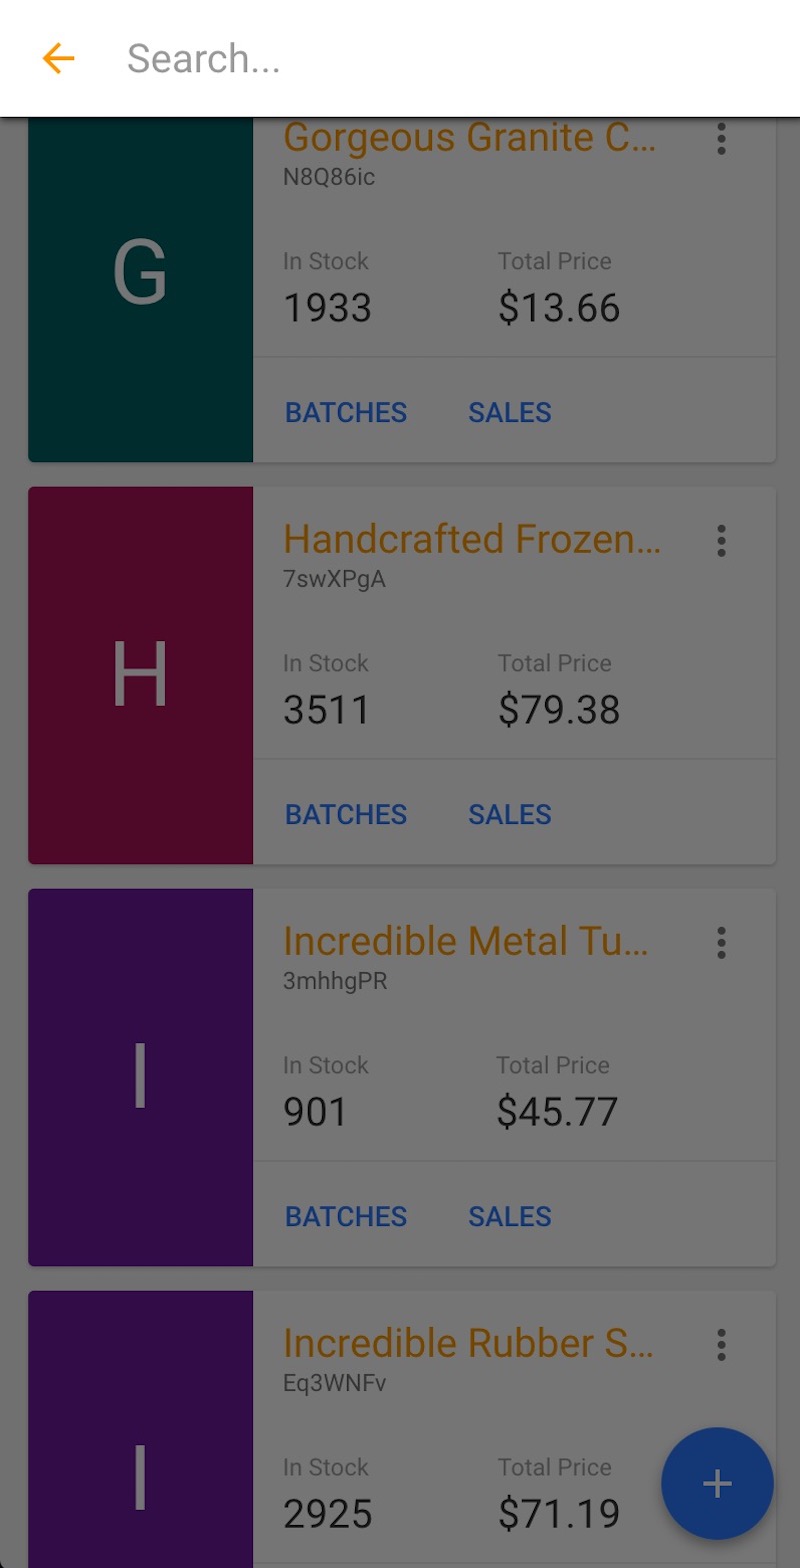 Search...
Gorgeous Granite C...
N8Q86ic
G
In Stock Total Price
1933 $13.66
BATCHES SALES
Handcrafted Frozen...
7swXPgA
H
In Stock Total Price
3511 $79.38
BATCHES SALES
Incredible Metal Tu...
3mhhgPR
I
In Stock Total Price
901 $45.77
BATCHES SALES
Incredible Rubber S...
Eq3WNFv
I
In Stock Total Price
2925 $71.19